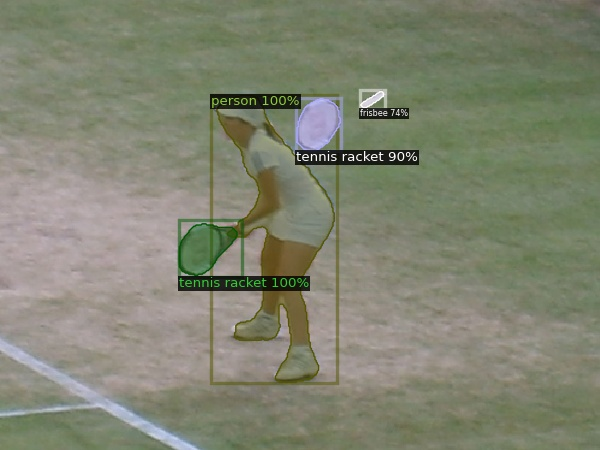 person 100%
frisbee 74%
tennis racket 90%
tennis racket 100%